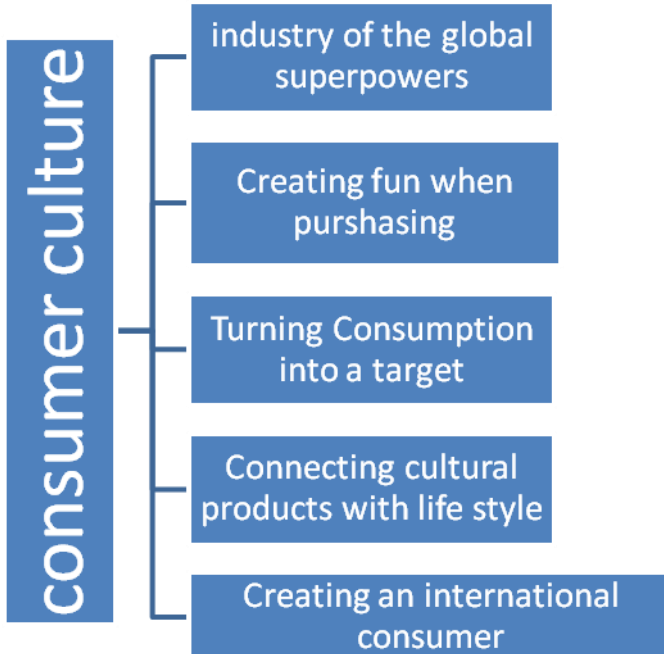 consumer culture
industry of the global
superpowers
Creating fun when
purshasing
Turning Consumption
into a target
Connecting cultural
products with life style
Creating an international
consumer